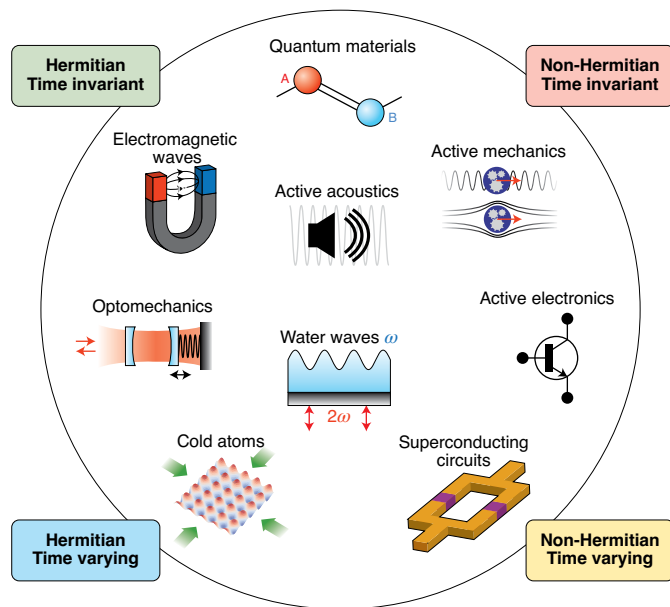 Quantum materials
Hermitian
Time invariant
Non-Hermitian
Time invariant
A
B
Electromagnetic
waves
Active mechanics
Active acoustics
Optomechanics
Active electronics
Water waves ω
2ω
Cold atoms
Superconducting
circuits
Hermitian
Time varying
Non-Hermitian
Time varying